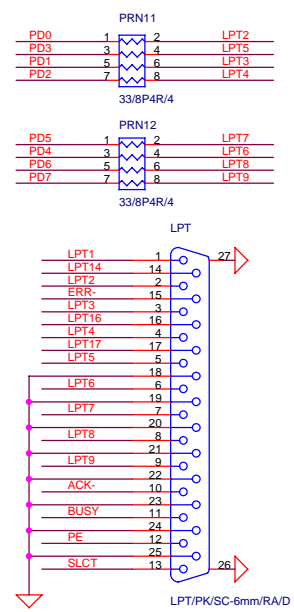 PRN11
PD0 1 2 LPT2
PD3 3 4 LPT5
PD1 5 6 LPT3
PD2 7 8 LPT4
33/8P4R/4
PRN12
PD5 1 2 LPT7
PD4 3 4 LPT6
PD6 5 6 LPT8
PD7 7 8 LPT9
33/8P4R/4
LPT
LPT1 1 27
LPT14 14
LPT2 2
ERR- 15
LPT3 3
LPT16 16
LPT4 4
LPT17 17
LPT5 5
18
LPT6 6
19
LPT7 7
20
LPT8 8
21
LPT9 9
22
ACK- 10
23
BUSY 11
24
PE 12
25
SLCT 13 26
LPT/PK/SC-6mm/RA/D